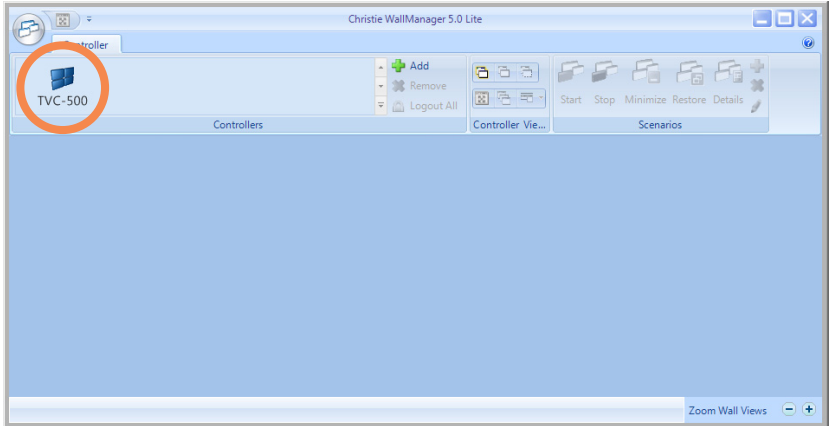 Christie WallManager 5.0 Lite
Controller
TVC-500
Add
Remove
Logout All
Start Stop Minimize Restore Details
Controllers
Controller Vie...
Scenarios
Zoom Wall Views